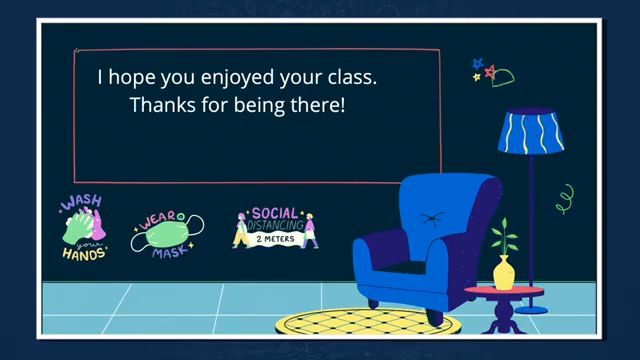 I hope you enjoyed your class.
Thanks for being there!
WASH
your
HANDS
WEAR
MASK
SOCIAL
DISTANCING
2 METERS